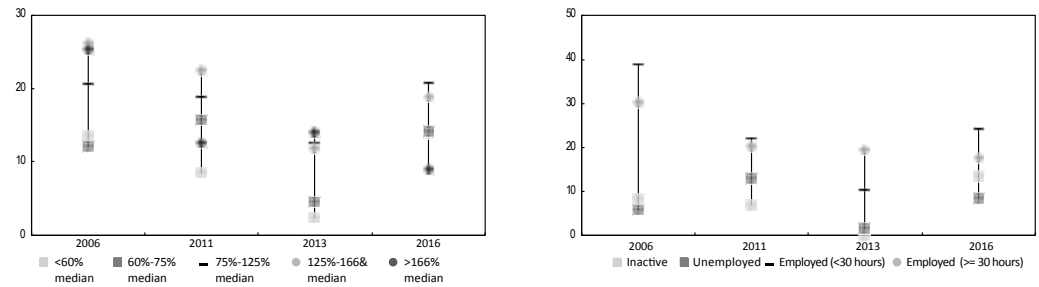 30
20
10
0
2006 2011 2013 2016
<60% median
60%-75% median
75%-125% median
125%-166& median
>166% median
50
40
30
20
10
0
2006 2011 2013 2016
Inactive Unemployed Employed (<30 hours) Employed (>= 30 hours)